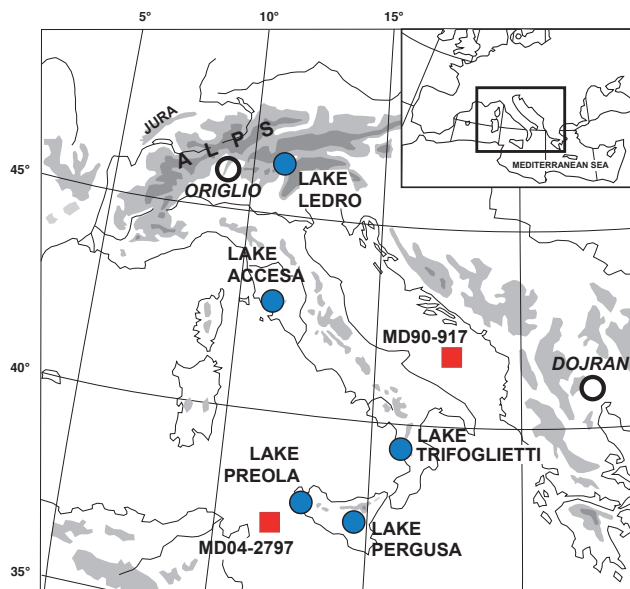 5°
10°
15°
JURA
ALPS
45°
ORIGLIO
LAKE
LEDRO
MEDITERRANEAN SEA
LAKE
ACCESA
MD90-917
DOJRAN
40°
LAKE
TRIFOGLIETTI
LAKE
PREOLA
MD04-2797
LAKE
PERGUSA
35°